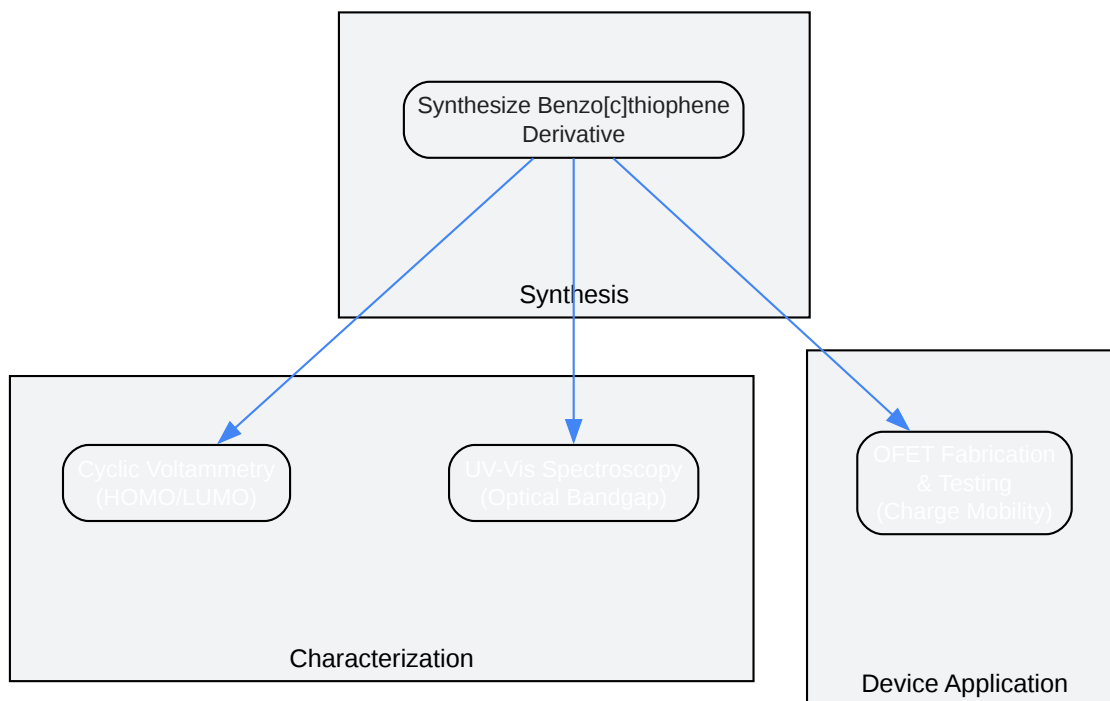 Synthesize Benzo[c]thiophene
Derivative
Synthesis
Cyclic Voltammetry
(HOMO/LUMO)
UV-Vis Spectroscopy
(Optical Bandgap)
Characterization
OFET Fabrication
& Testing
(Charge Mobility)
Device Application